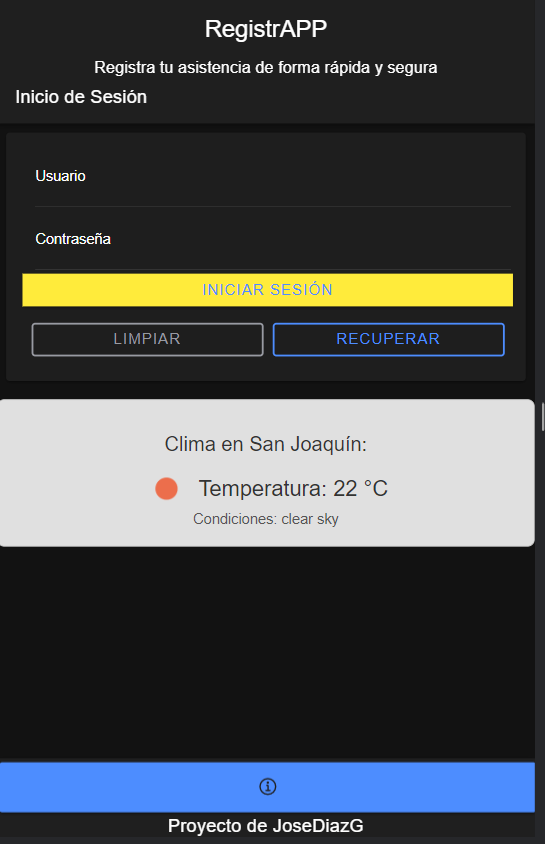 RegistrAPP
Registra tu asistencia de forma rápida y segura
Inicio de Sesión
Usuario
Contraseña
INICIAR SESIÓN
LIMPIAR
RECUPERAR
Clima en San Joaquín:
Temperatura: 22 °C
Condiciones: clear sky
Proyecto de JoseDiazG